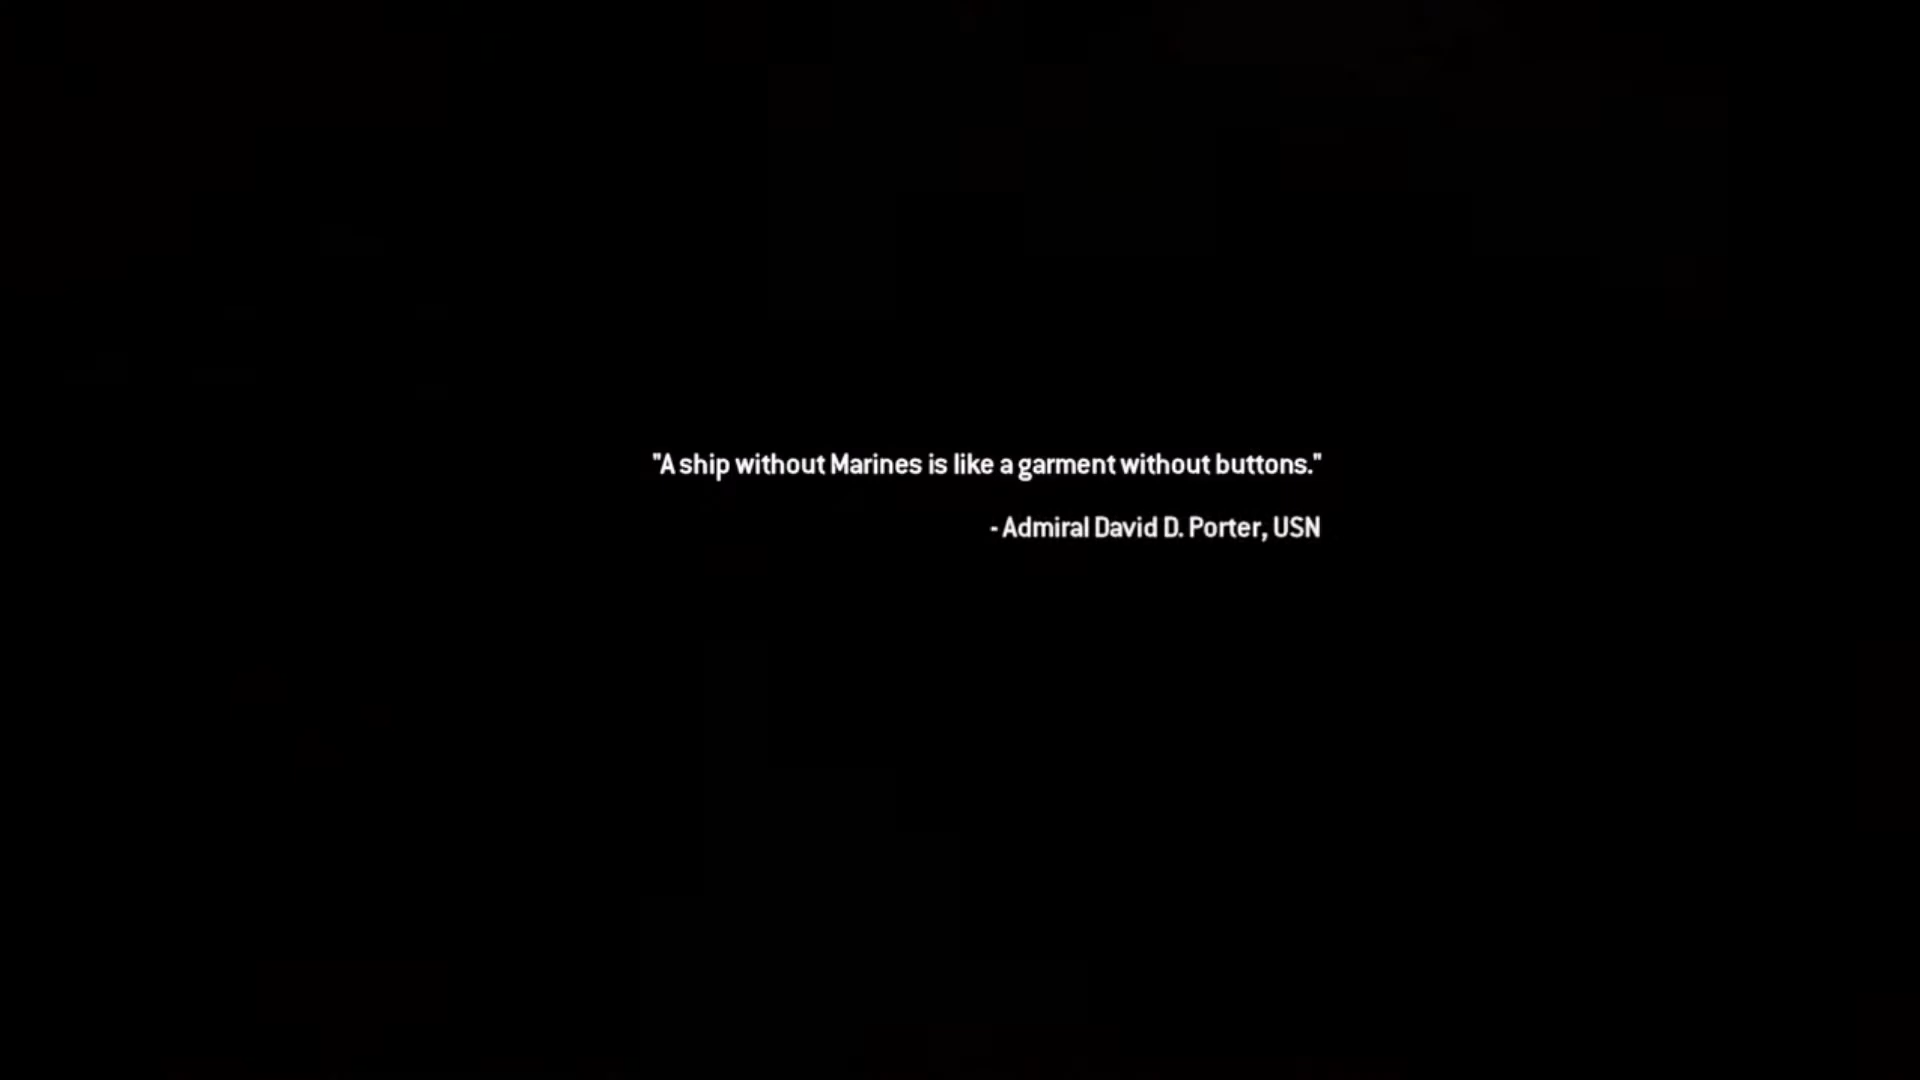 "A ship without Marines is like a garment without buttons."
- Admiral David D. Porter, USN